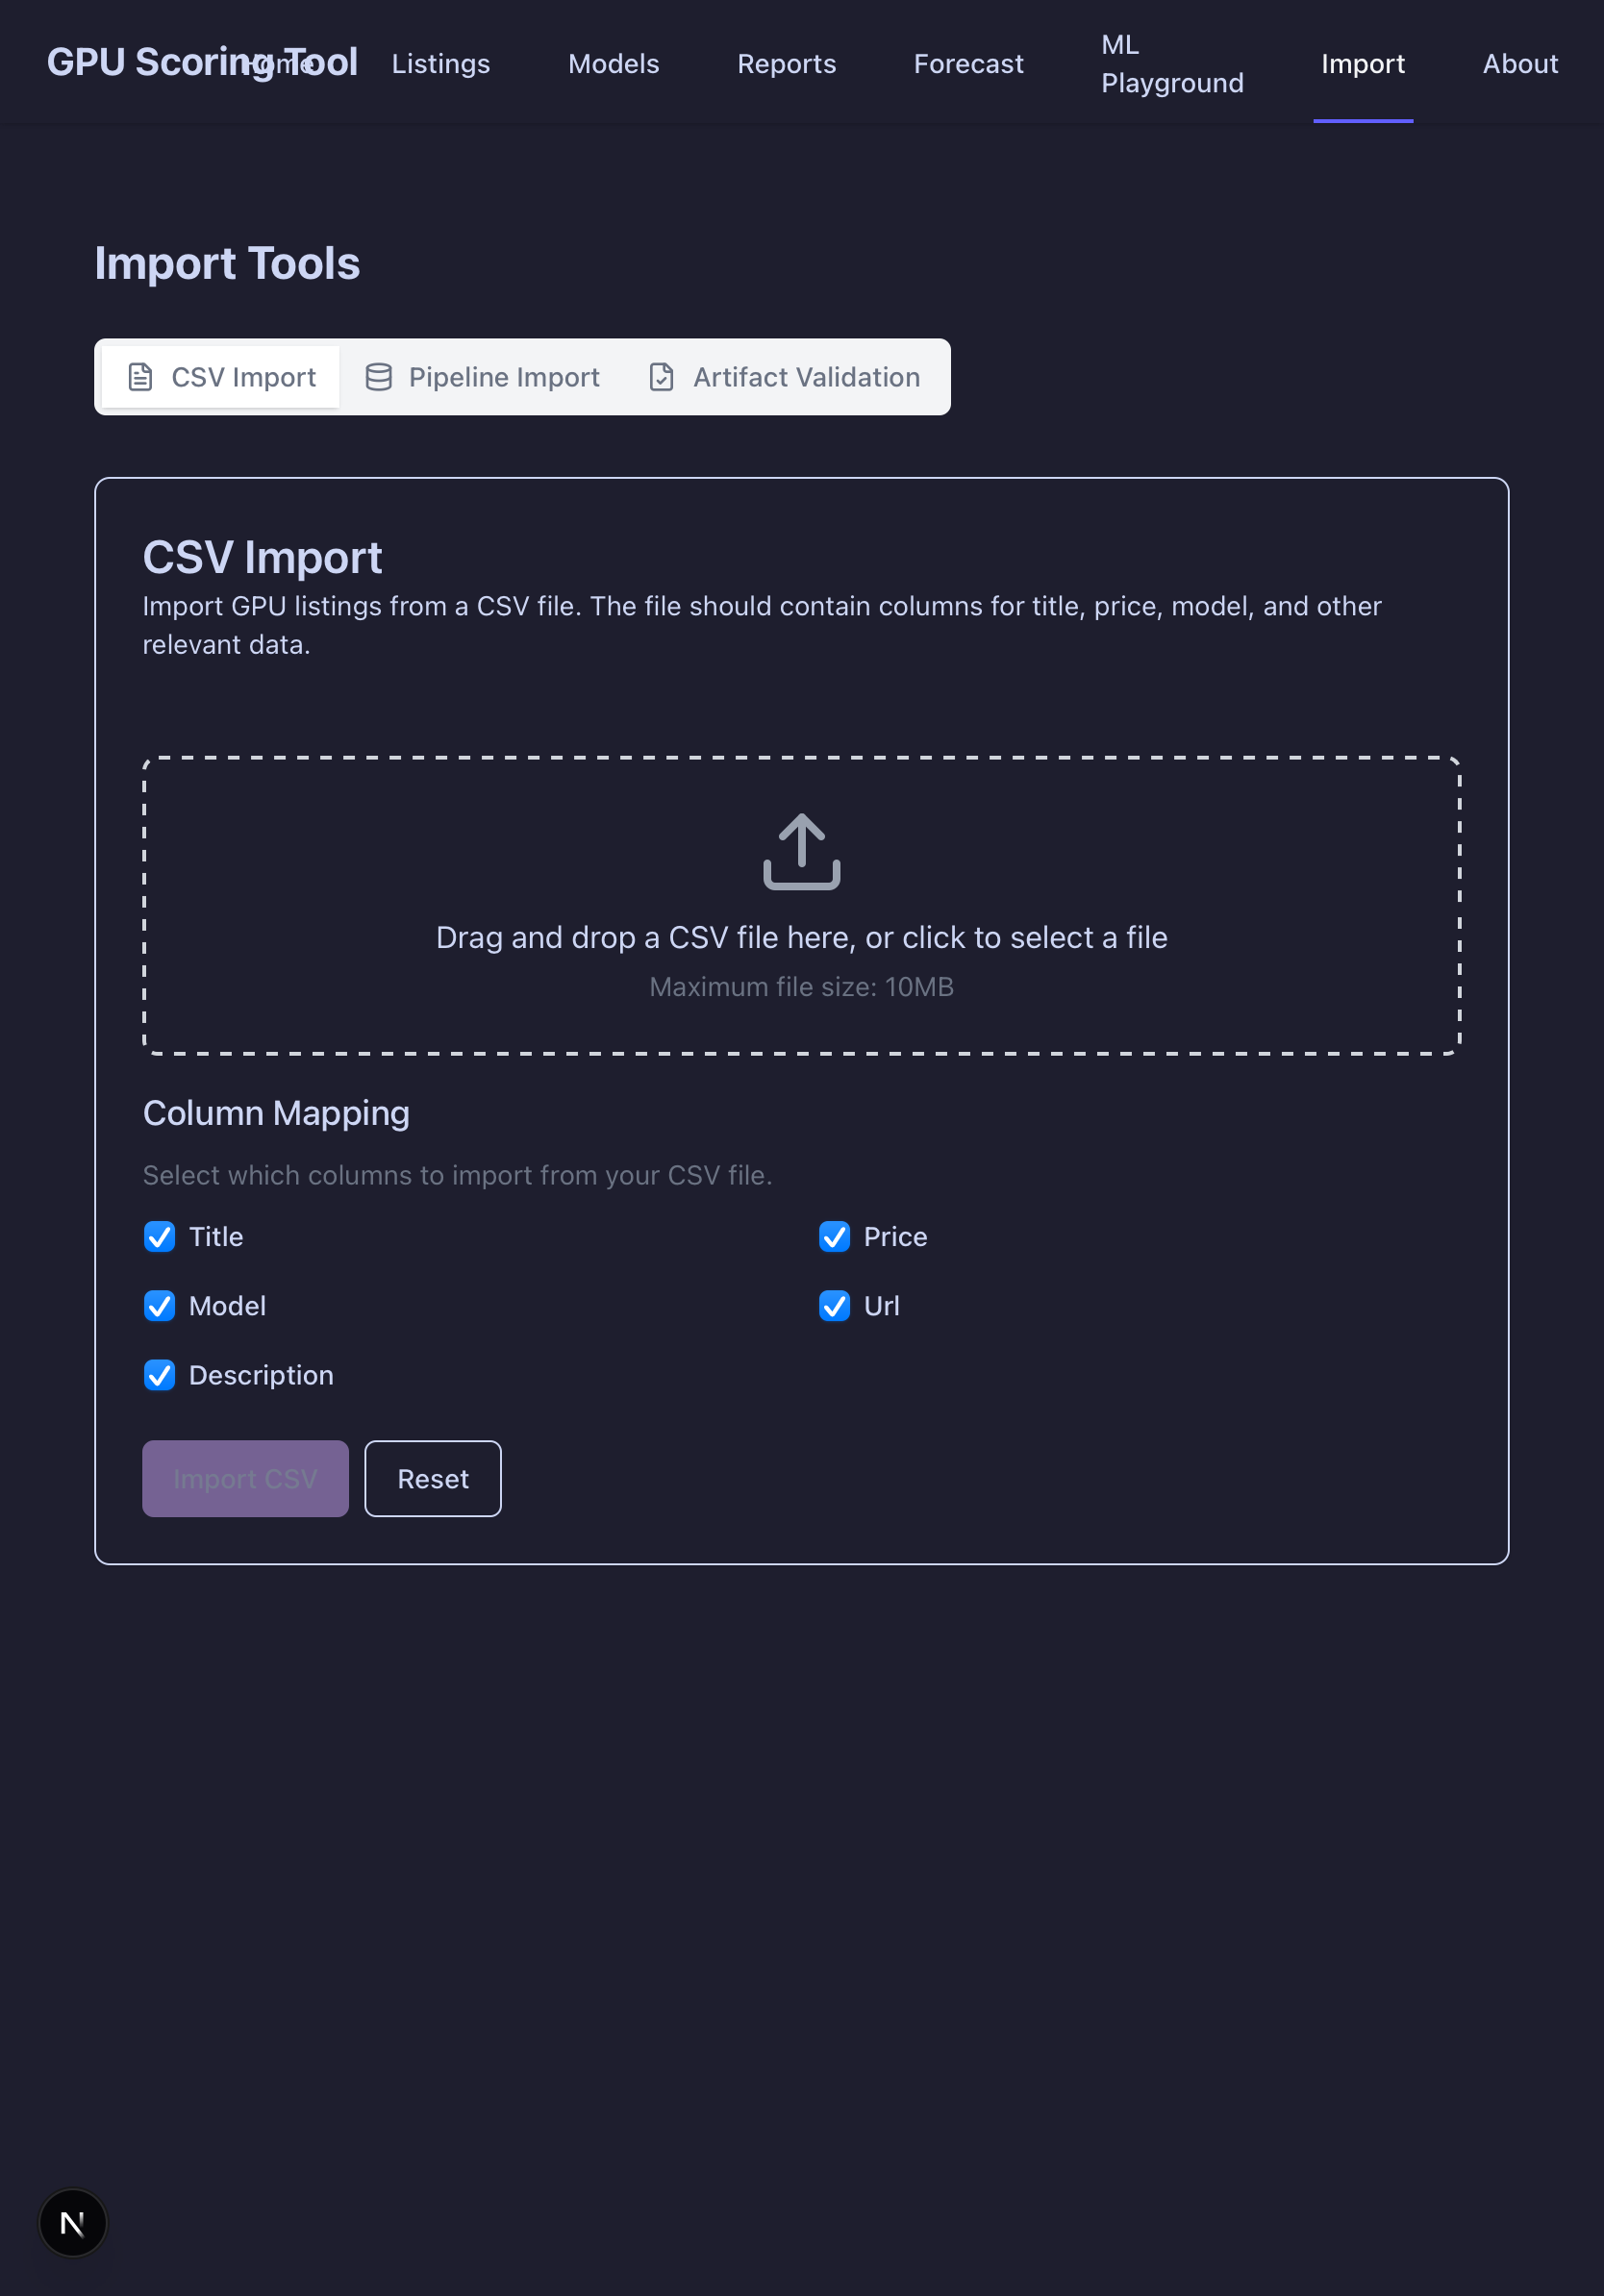 GPU Scoring Tool
Home
Listings
Models
Reports
Forecast
ML
Playground
Import
About
Import Tools
CSV Import
Pipeline Import
Artifact Validation
CSV Import
Import GPU listings from a CSV file. The file should contain columns for title, price, model, and other
relevant data.
Drag and drop a CSV file here, or click to select a file
Maximum file size: 10MB
Column Mapping
Select which columns to import from your CSV file.
Title
Price
Model
Url
Description
Import CSV
Reset
N